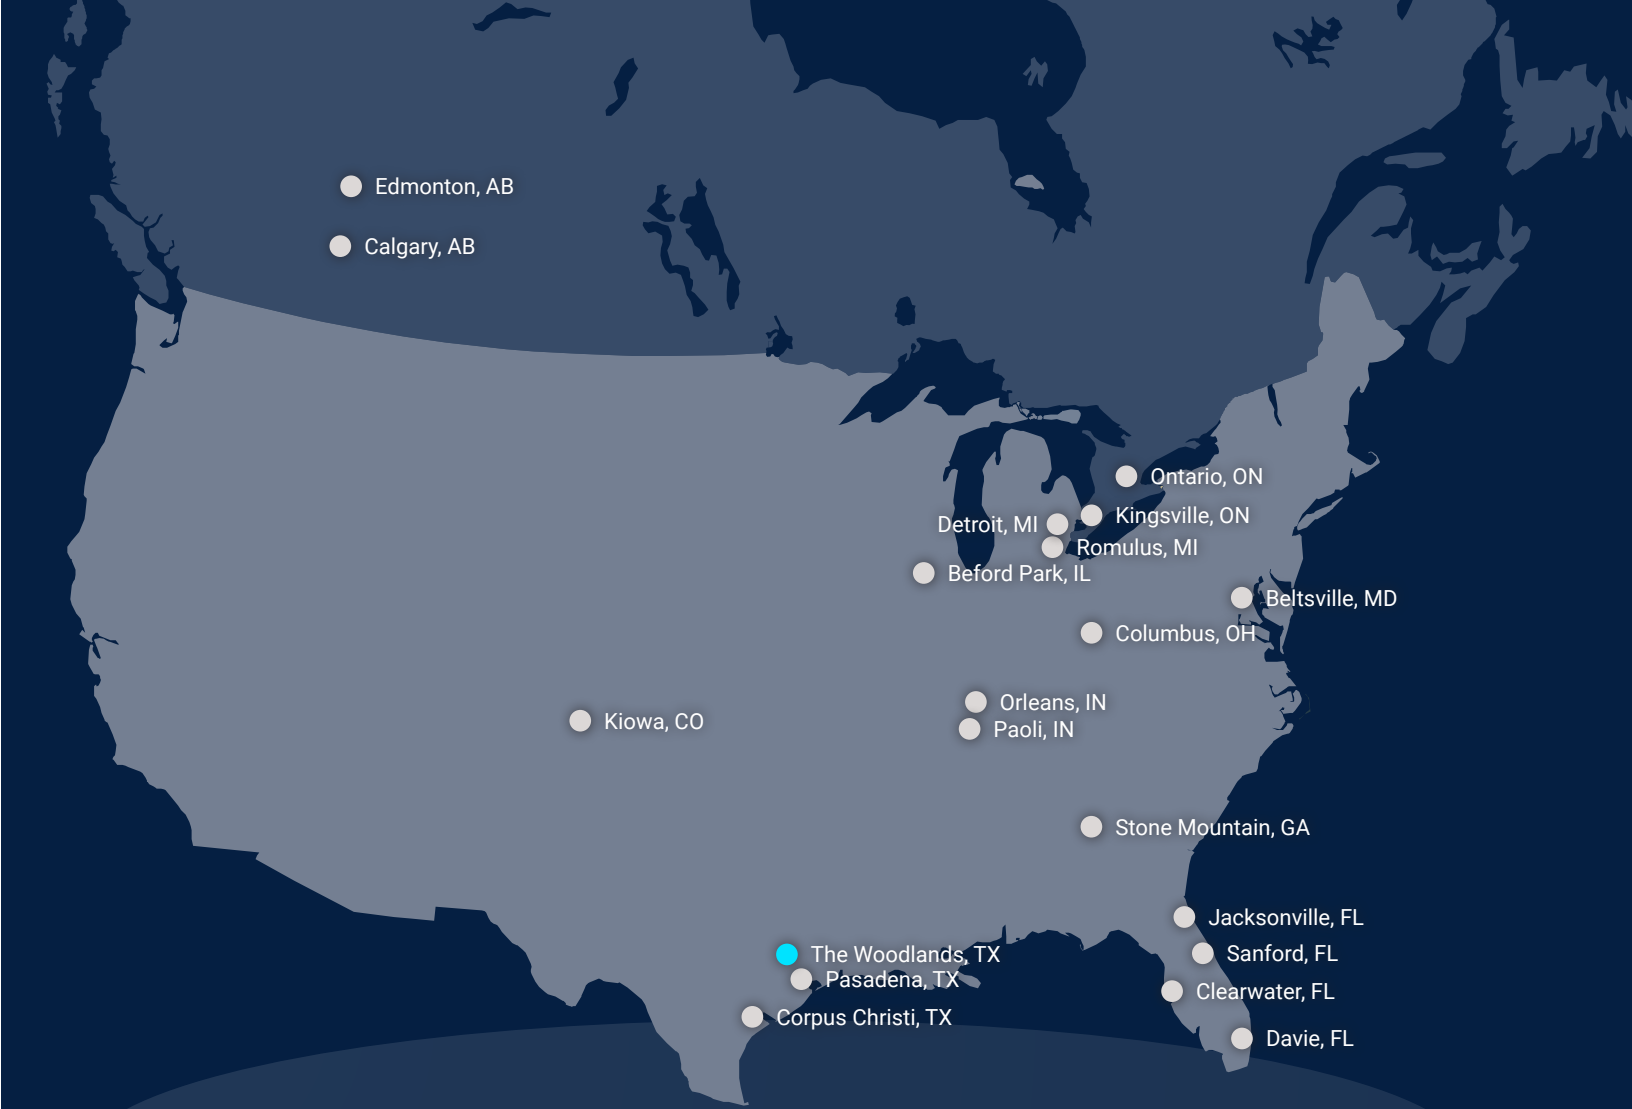 Edmonton, AB
Calgary, AB
Ontario, ON
Kingsville, ON
Detroit, MI
Romulus, MI
Beford Park, IL
Beltsville, MD
Columbus, OH
Orleans, IN
Kiowa, CO
Paoli, IN
Stone Mountain, GA
Jacksonville, FL
Sanford, FL
The Woodlands, TX
Pasadena, TX
Clearwater, FL
Corpus Christi, TX
Davie, FL